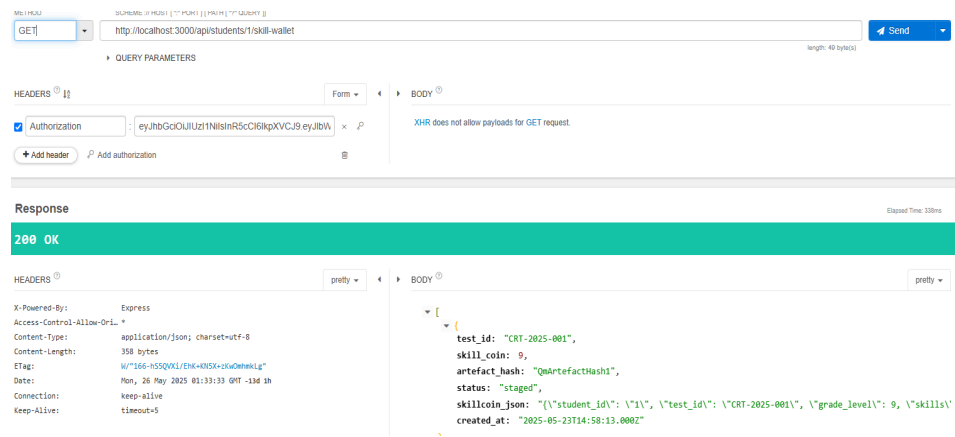 METHOD SCHEME :// HOST [ ":" PORT ] [ PATH [ "?" QUERY ]]
GET http://localhost:3000/api/students/1/skill-wallet Send
length: 40 byte(s)
QUERY PARAMETERS
HEADERS Form BODY
Authorization : eyJhbGciOiJIUzI1NiIsInR5cCI6IkpXVCJ9.eyJlbW
XHR does not allow payloads for GET request.
+ Add header Add authorization
Response Elapsed Time: 338ms
200 OK
HEADERS pretty BODY pretty
X-Powered-By: Express
Access-Control-Allow-Ori… *
Content-Type: application/json; charset=utf-8
Content-Length: 358 bytes
ETag: W/"166-hS5QVXi/EhK+KN5X+zKwOmhmkLg"
Date: Mon, 26 May 2025 01:33:33 GMT -13d 1h
Connection: keep-alive
Keep-Alive: timeout=5
[
{
test_id: "CRT-2025-001",
skill_coin: 9,
artefact_hash: "QmArtefactHash1",
status: "staged",
skillcoin_json: "{\"student_id\": \"1\", \"test_id\": \"CRT-2025-001\", \"grade_level\": 9, \"skills\"
created_at: "2025-05-23T14:58:13.000Z"
}